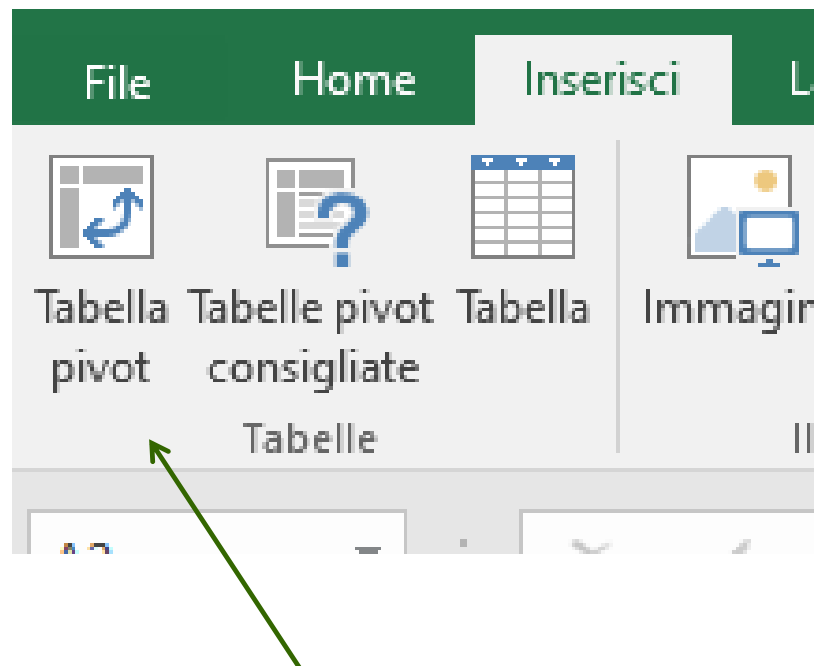 File Home Inserisci
Tabella Tabelle pivot Tabella
pivot consigliate
Tabelle